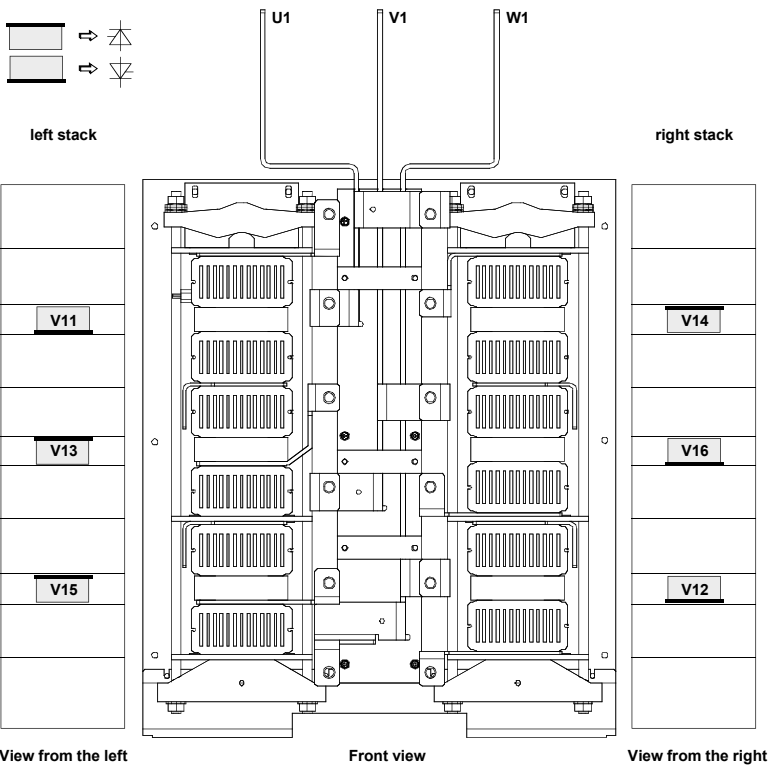 U1 V1 W1
left stack
right stack
V11
V14
V13
V16
V15
V12
View from the left
Front view
View from the right